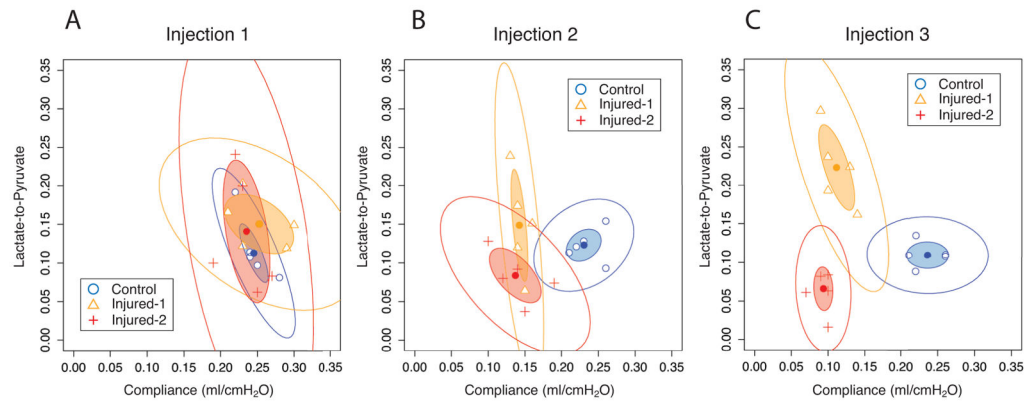 A
Injection 1
Lactate-to-Pyruvate
0.35
0.30
0.25
0.20
0.15
0.10
0.05
0.00
Control
Injured-1
Injured-2
0.00 0.05 0.10 0.15 0.20 0.25 0.30 0.35
Compliance (ml/cmH₂O)
B
Injection 2
Lactate-to-Pyruvate
0.35
0.30
0.25
0.20
0.15
0.10
0.05
0.00
Control
Injured-1
Injured-2
0.00 0.05 0.10 0.15 0.20 0.25 0.30 0.35
Compliance (ml/cmH₂O)
C
Injection 3
Lactate-to-Pyruvate
0.35
0.30
0.25
0.20
0.15
0.10
0.05
0.00
Control
Injured-1
Injured-2
0.00 0.05 0.10 0.15 0.20 0.25 0.30 0.35
Compliance (ml/cmH₂O)